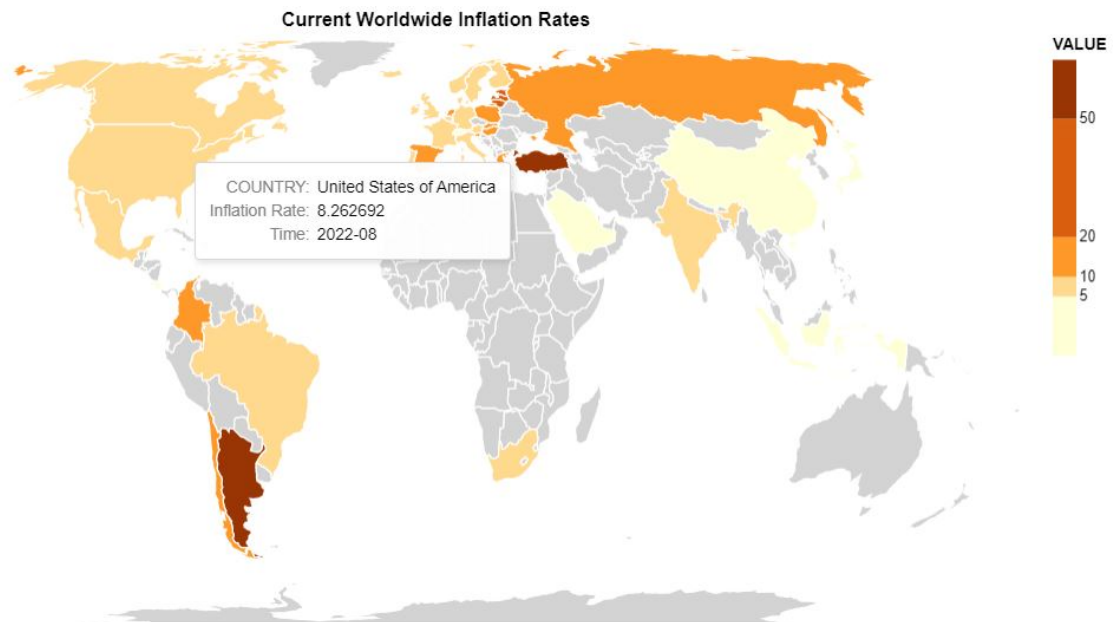 Current Worldwide Inflation Rates
VALUE
50
20
10
5
COUNTRY: United States of America
Inflation Rate: 8.262692
Time: 2022-08